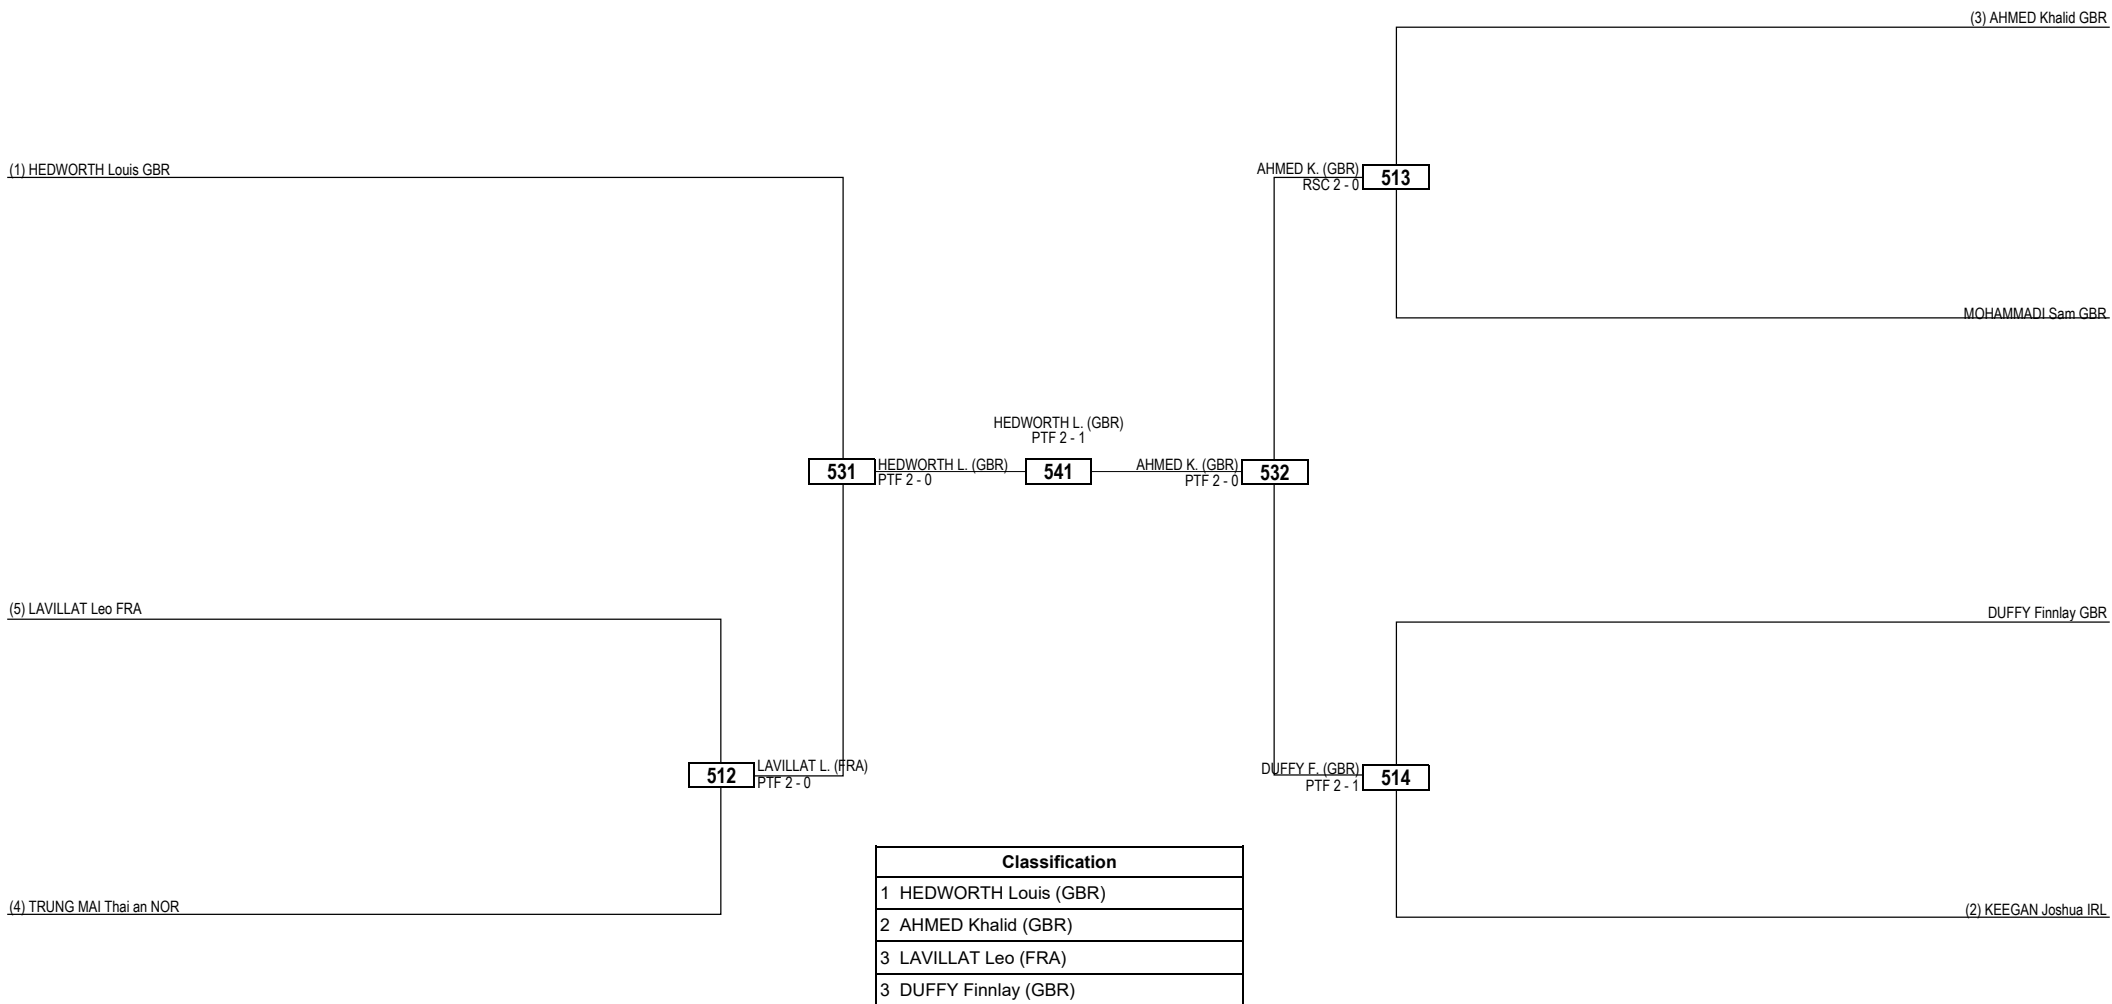 (3) AHMED Khalid GBR
(1) HEDWORTH Louis GBR
AHMED K. (GBR)
RSC 2 - 0
513
MOHAMMADI Sam GBR
HEDWORTH L. (GBR)
PTF 2 - 1
531
HEDWORTH L. (GBR)
PTF 2 - 0
541
AHMED K. (GBR)
PTF 2 - 0
532
(5) LAVILLAT Leo FRA
DUFFY Finnlay GBR
512
LAVILLAT L. (FRA)
PTF 2 - 0
DUFFY F. (GBR)
PTF 2 - 1
514
(4) TRUNG MAI Thai an NOR
(2) KEEGAN Joshua IRL
Classification
1 HEDWORTH Louis (GBR)
2 AHMED Khalid (GBR)
3 LAVILLAT Leo (FRA)
3 DUFFY Finnlay (GBR)